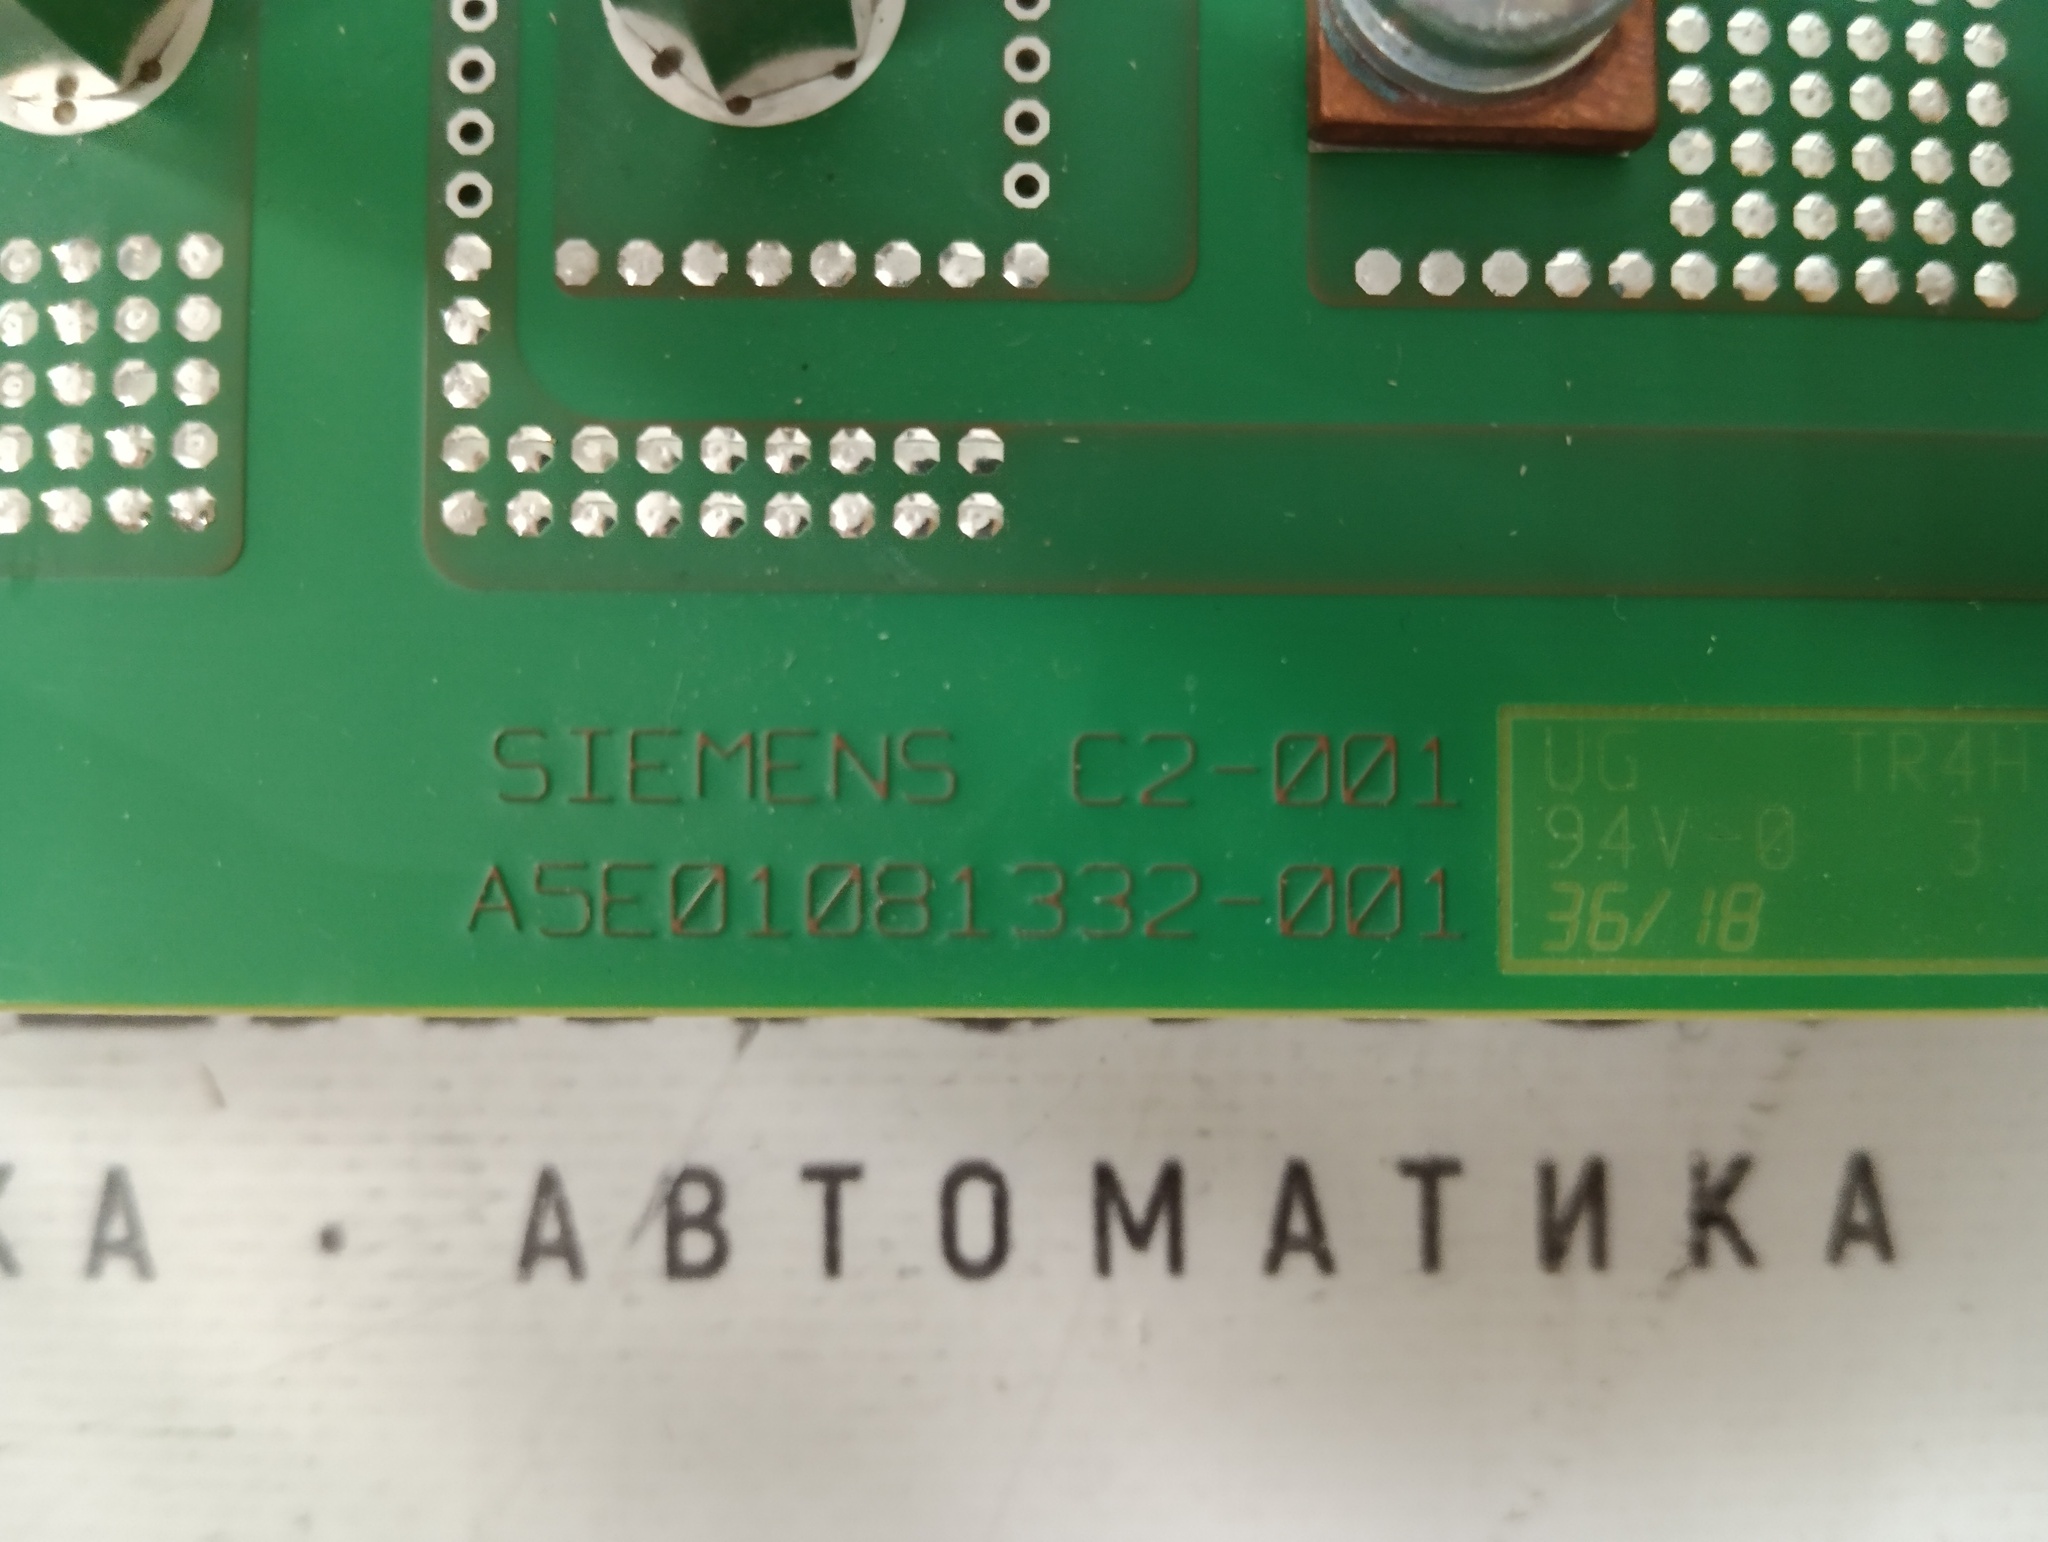 SIEMENS C2-001
A5E01081332-001
UG TR4H
94V-0 3
36/18
КА · АВТОМАТИКА